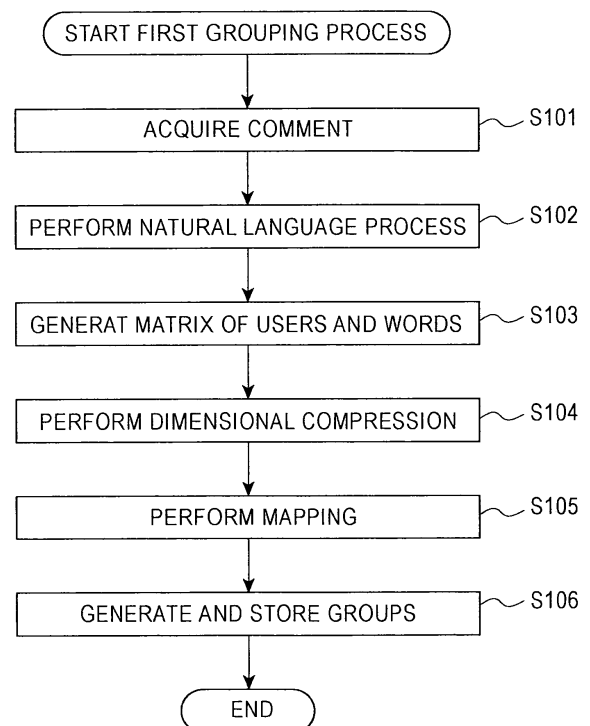 START FIRST GROUPING PROCESS
ACQUIRE COMMENT
S101
PERFORM NATURAL LANGUAGE PROCESS
S102
GENERAT MATRIX OF USERS AND WORDS
S103
PERFORM DIMENSIONAL COMPRESSION
S104
PERFORM MAPPING
S105
GENERATE AND STORE GROUPS
S106
END